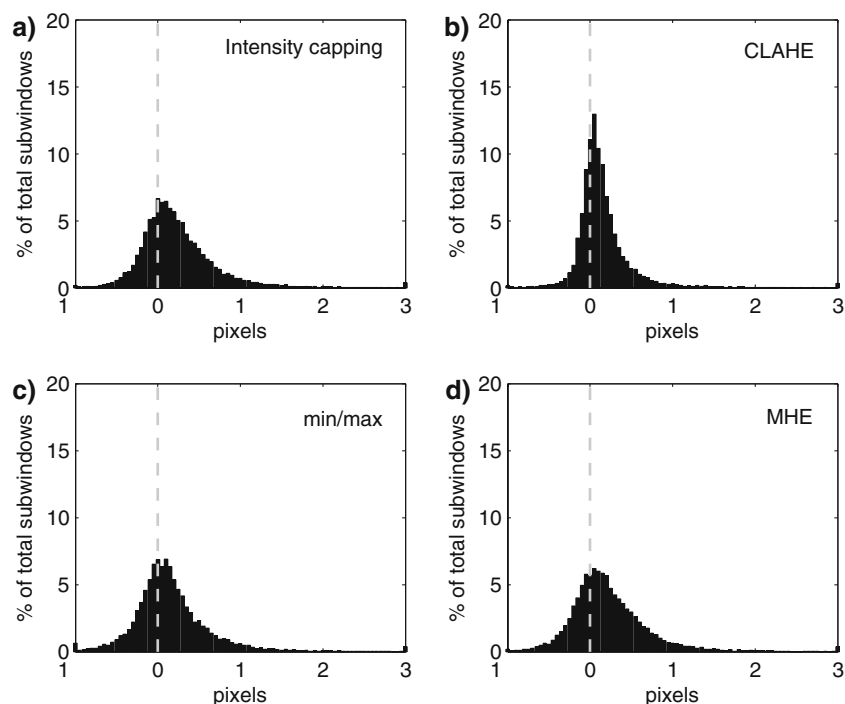 a)
Intensity capping
% of total subwindows
20
15
10
5
0
1 0 1 2 3
pixels
b)
CLAHE
% of total subwindows
20
15
10
5
0
1 0 1 2 3
pixels
c)
min/max
% of total subwindows
20
15
10
5
0
1 0 1 2 3
pixels
d)
MHE
% of total subwindows
20
15
10
5
0
1 0 1 2 3
pixels